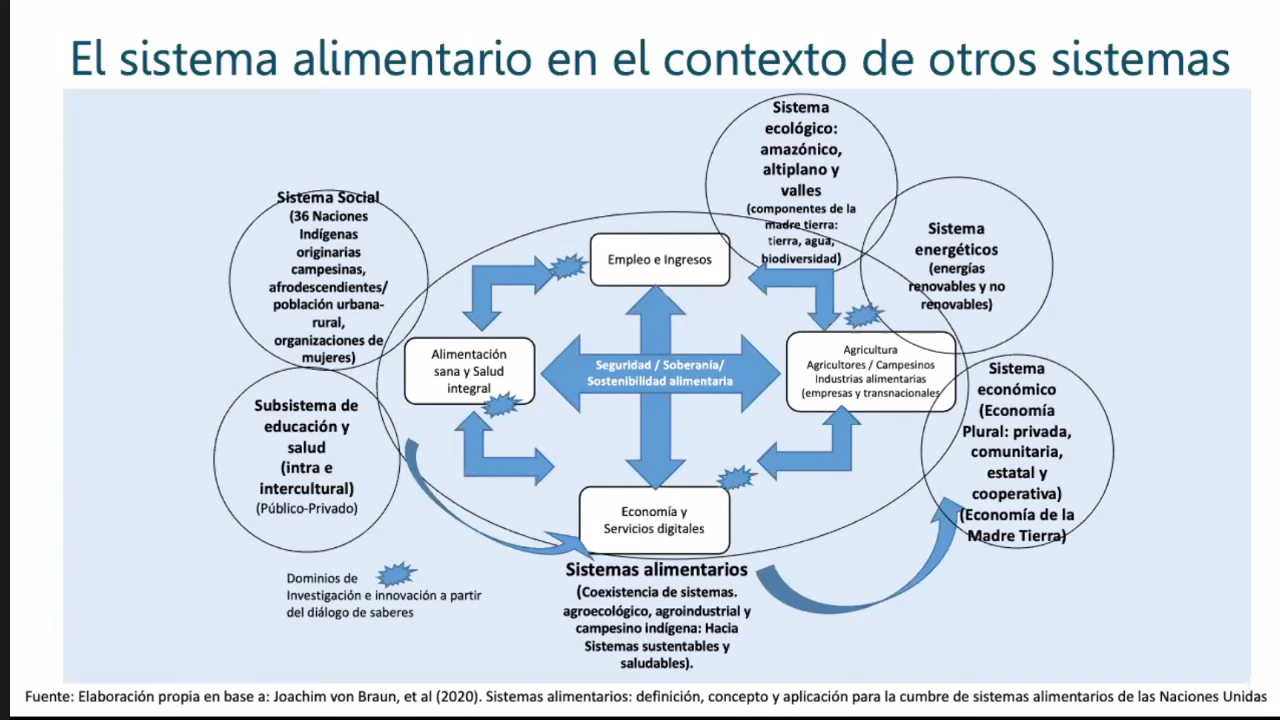 El sistema alimentario en el contexto de otros sistemas
Sistema
ecológico:
amazónico,
altiplano y
valles
(componentes de la
madre tierra:
tierra, agua,
biodiversidad)
Sistema Social
(36 Naciones
Indígenas
originarias
campesinas,
afrodescendientes/
población urbana-
rural,
organizaciones de
mujeres)
Sistema
energéticos
(energías
renovables y no
renovables)
Empleo e Ingresos
Alimentación
sana y Salud
integral
Seguridad / Soberanía/
Sostenibilidad alimentaria
Agricultura
Agricultores / Campesinos
Industrias alimentarias
(empresas y transnacionales
Sistema
económico
(Economía
Plural: privada,
comunitaria,
estatal y
cooperativa)
(Economía de la
Madre Tierra)
Subsistema de
educación y
salud
(intra e
intercultural)
(Público-Privado)
Economía y
Servicios digitales
Sistemas alimentarios
(Coexistencia de sistemas.
agroecológico, agroindustrial y
campesino indígena: Hacia
Sistemas sustentables y
saludables).
Dominios de
Investigación e innovación a partir
del diálogo de saberes
Fuente: Elaboración propia en base a: Joachim von Braun, et al (2020). Sistemas alimentarios: definición, concepto y aplicación para la cumbre de sistemas alimentarios de las Naciones Unidas